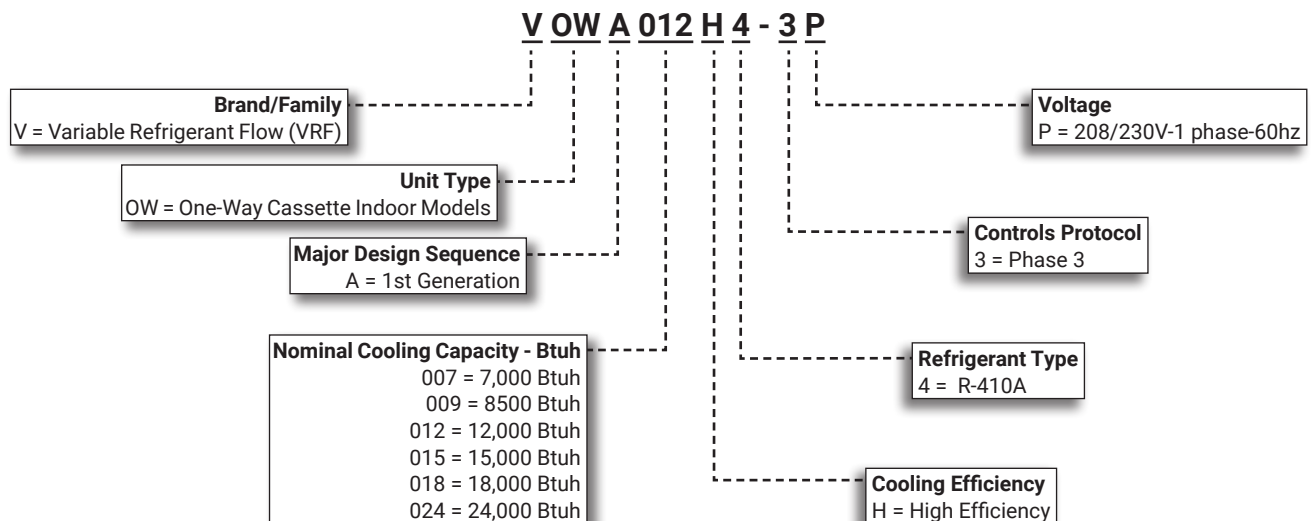 V OW A 012 H 4 - 3 P
Brand/Family
V = Variable Refrigerant Flow (VRF)
Unit Type
OW = One-Way Cassette Indoor Models
Major Design Sequence
A = 1st Generation
Nominal Cooling Capacity - Btuh
007 = 7,000 Btuh
009 = 8500 Btuh
012 = 12,000 Btuh
015 = 15,000 Btuh
018 = 18,000 Btuh
024 = 24,000 Btuh
Voltage
P = 208/230V-1 phase-60hz
Controls Protocol
3 = Phase 3
Refrigerant Type
4 = R-410A
Cooling Efficiency
H = High Efficiency